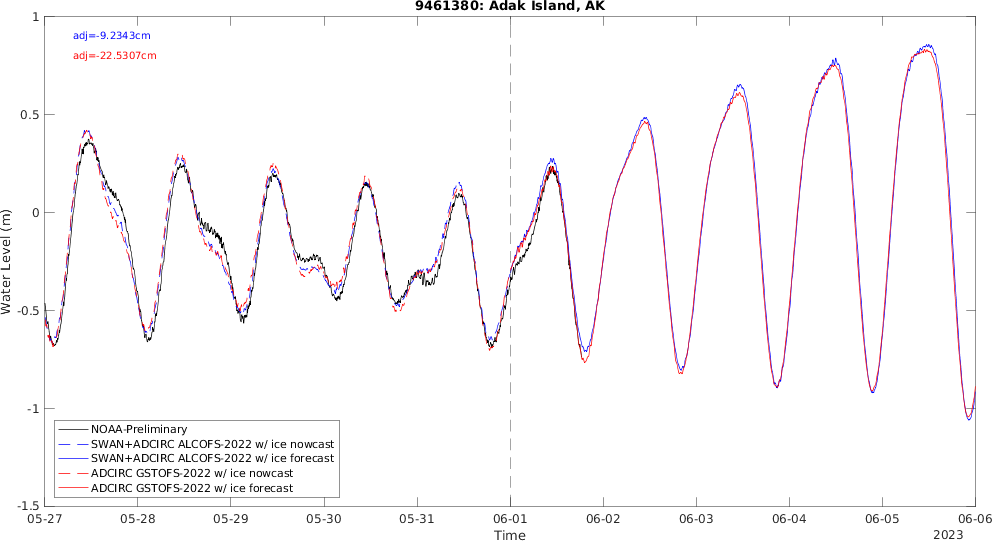 9461380: Adak Island, AK
1
adj=-9.2343cm
adj=-22.5307cm
0.5
0
Water Level (m)
-0.5
-1
NOAA-Preliminary
SWAN+ADCIRC ALCOFS-2022 w/ ice nowcast
SWAN+ADCIRC ALCOFS-2022 w/ ice forecast
ADCIRC GSTOFS-2022 w/ ice nowcast
ADCIRC GSTOFS-2022 w/ ice forecast
-1.5
05-27 05-28 05-29 05-30 05-31 06-01 06-02 06-03 06-04 06-05 06-06
Time
2023